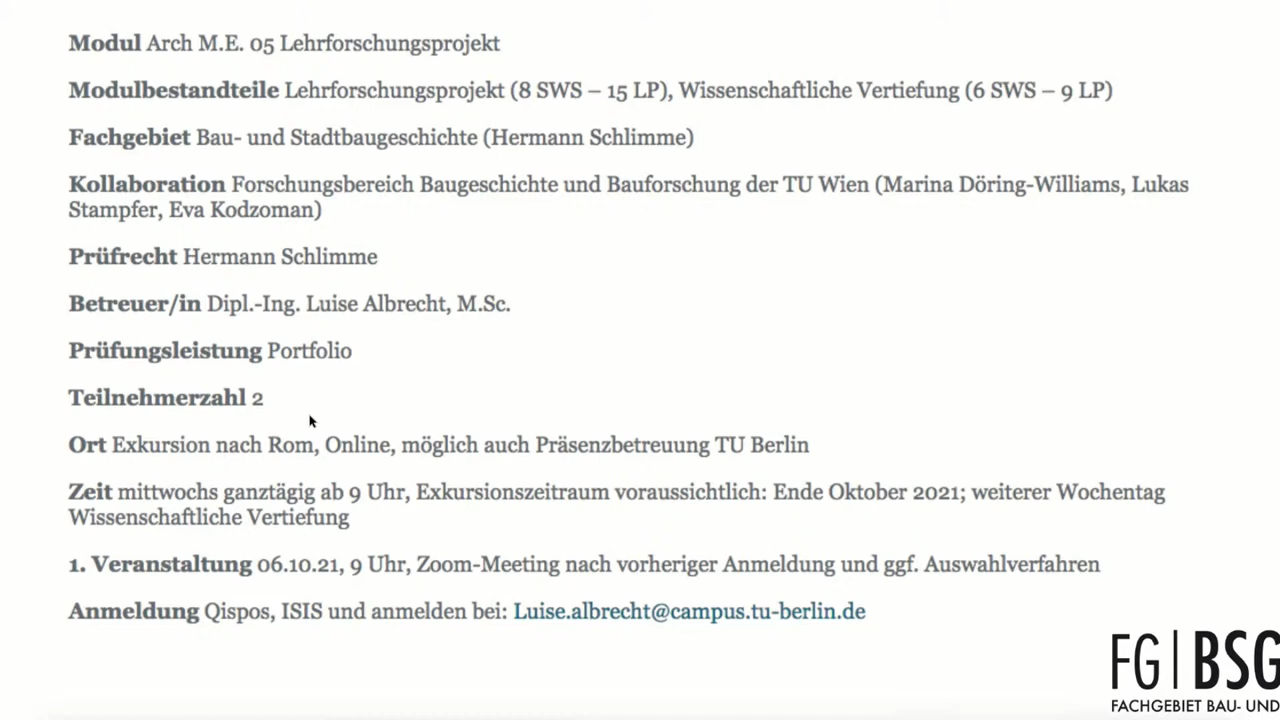 Modul Arch M.E. 05 Lehrforschungsprojekt
Modulbestandteile Lehrforschungsprojekt (8 SWS – 15 LP), Wissenschaftliche Vertiefung (6 SWS – 9 LP)
Fachgebiet Bau- und Stadtbaugeschichte (Hermann Schlimme)
Kollaboration Forschungsbereich Baugeschichte und Bauforschung der TU Wien (Marina Döring-Williams, Lukas
Stampfer, Eva Kodzoman)
Prüfrecht Hermann Schlimme
Betreuer/in Dipl.-Ing. Luise Albrecht, M.Sc.
Prüfungsleistung Portfolio
Teilnehmerzahl 2
Ort Exkursion nach Rom, Online, möglich auch Präsenzbetreuung TU Berlin
Zeit mittwochs ganztägig ab 9 Uhr, Exkursionszeitraum voraussichtlich: Ende Oktober 2021; weiterer Wochentag
Wissenschaftliche Vertiefung
1. Veranstaltung 06.10.21, 9 Uhr, Zoom-Meeting nach vorheriger Anmeldung und ggf. Auswahlverfahren
Anmeldung Qispos, ISIS und anmelden bei: Luise.albrecht@campus.tu-berlin.de
FG|BSG
FACHGEBIET BAU- UND